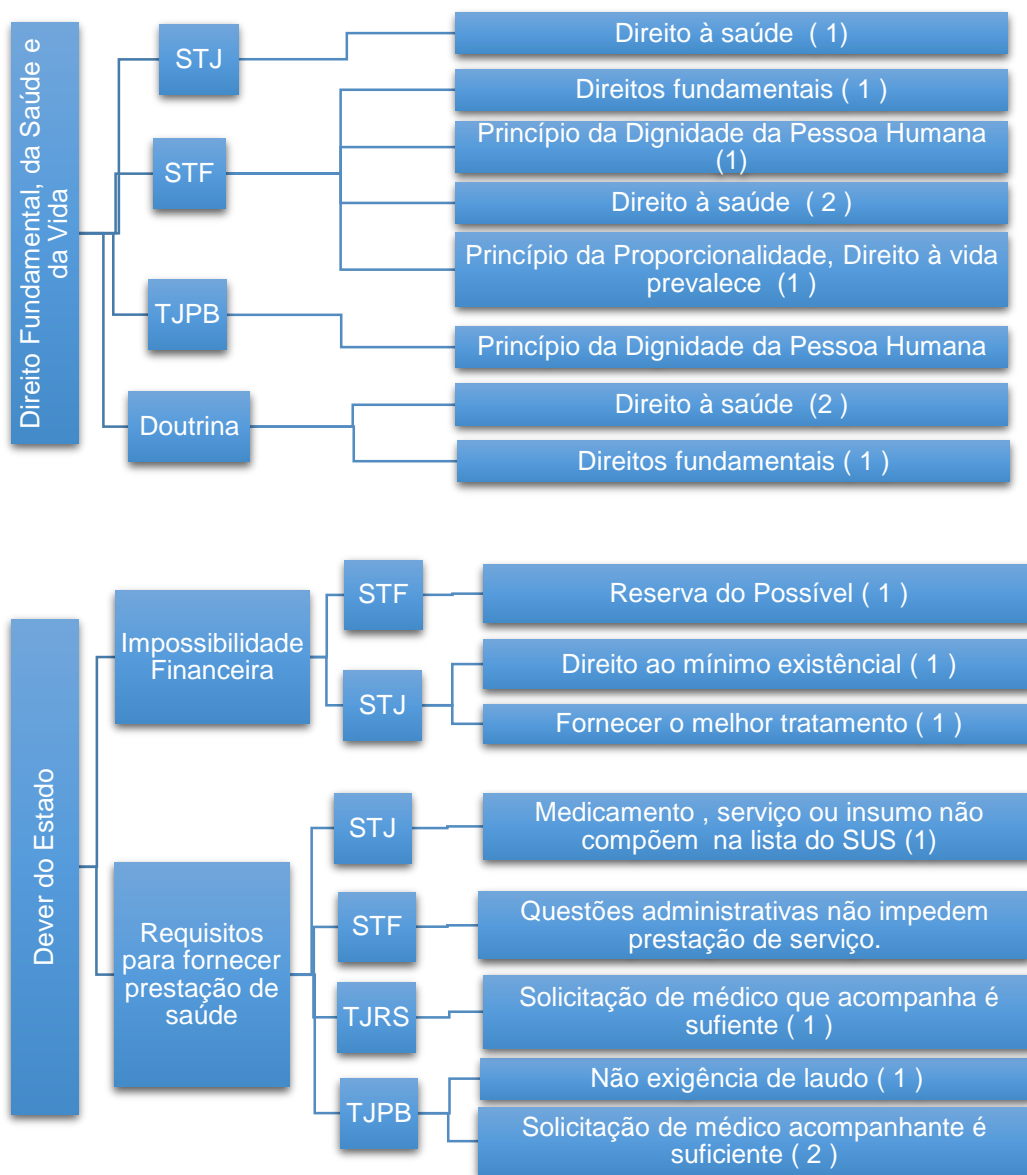 Direito Fundamental, da Saúde e
da Vida
STJ
Direito à saúde ( 1)
STF
Direitos fundamentais ( 1 )
Princípio da Dignidade da Pessoa Humana
(1)
Direito à saúde ( 2 )
Princípio da Proporcionalidade, Direito à vida
prevalece (1 )
TJPB
Princípio da Dignidade da Pessoa Humana
Doutrina
Direito à saúde (2 )
Direitos fundamentais ( 1 )
Dever do Estado
Impossibilidade
Financeira
STF
Reserva do Possível ( 1 )
STJ
Direito ao mínimo existêncial ( 1 )
Fornecer o melhor tratamento ( 1 )
Requisitos
para fornecer
prestação de
saúde
STJ
Medicamento , serviço ou insumo não
compõem na lista do SUS (1)
STF
Questões administrativas não impedem
prestação de serviço.
TJRS
Solicitação de médico que acompanha é
sufiente ( 1 )
TJPB
Não exigência de laudo ( 1 )
Solicitação de médico acompanhante é
suficiente ( 2 )